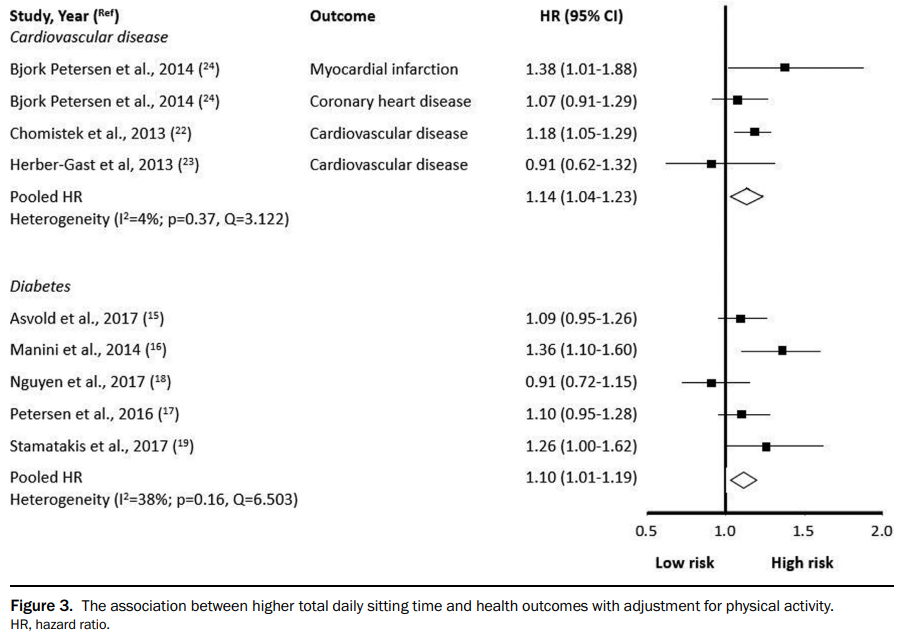 Study, Year (Ref) Outcome HR (95% CI)
Cardiovascular disease
Bjork Petersen et al., 2014 (24) Myocardial infarction 1.38 (1.01-1.88)
Bjork Petersen et al., 2014 (24) Coronary heart disease 1.07 (0.91-1.29)
Chomistek et al., 2013 (22) Cardiovascular disease 1.18 (1.05-1.29)
Herber-Gast et al, 2013 (23) Cardiovascular disease 0.91 (0.62-1.32)
Pooled HR 1.14 (1.04-1.23)
Heterogeneity (I²=4%; p=0.37, Q=3.122)
Diabetes
Asvold et al., 2017 (15) 1.09 (0.95-1.26)
Manini et al., 2014 (16) 1.36 (1.10-1.60)
Nguyen et al., 2017 (18) 0.91 (0.72-1.15)
Petersen et al., 2016 (17) 1.10 (0.95-1.28)
Stamatakis et al., 2017 (19) 1.26 (1.00-1.62)
Pooled HR 1.10 (1.01-1.19)
Heterogeneity (I²=38%; p=0.16, Q=6.503)
0.5 1.0 1.5 2.0
Low risk High risk
Figure 3. The association between higher total daily sitting time and health outcomes with adjustment for physical activity.
HR, hazard ratio.